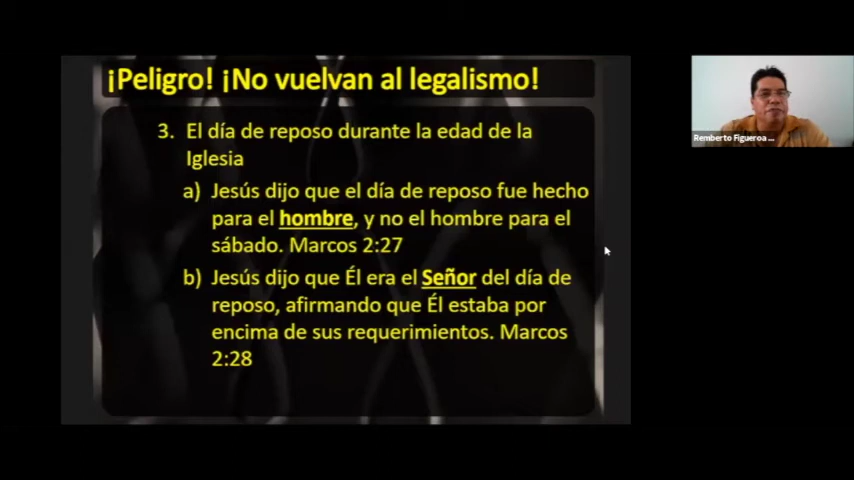 ¡Peligro! ¡No vuelvan al legalismo!
3. El día de reposo durante la edad de la
Iglesia
a) Jesús dijo que el día de reposo fue hecho
para el hombre, y no el hombre para el
sábado. Marcos 2:27
b) Jesús dijo que Él era el Señor del día de
reposo, afirmando que Él estaba por
encima de sus requerimientos. Marcos
2:28
Remberto Figueroa ...